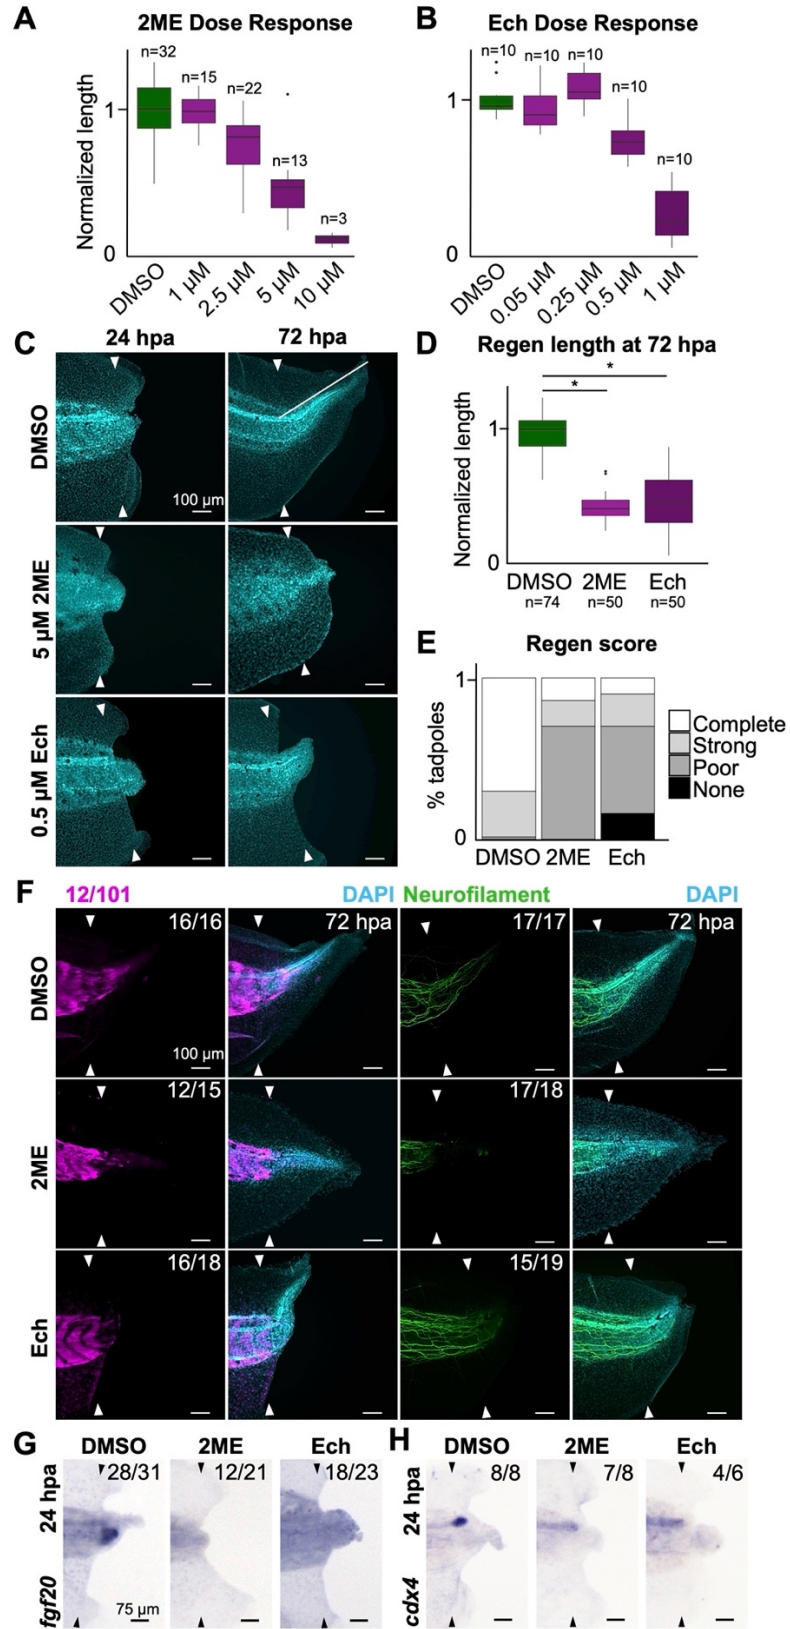 A 2ME Dose Response
Normalized length
1
0
n=32
n=15
n=22
n=13
n=3
DMSO
1 µM
2.5 µM
5 µM
10 µM
B Ech Dose Response
Normalized length
1
0
n=10
n=10
n=10
n=10
n=10
DMSO
0.05 µM
0.25 µM
0.5 µM
1 µM
C 24 hpa 72 hpa
DMSO
100 µm
5 µM 2ME
0.5 µM Ech
D Regen length at 72 hpa
Normalized length
1
0
*
*
DMSO 2ME Ech
n=74 n=50 n=50
E Regen score
% tadpoles
1
0
Complete
Strong
Poor
None
DMSO 2ME Ech
F 12/101 DAPI Neurofilament DAPI
DMSO
16/16 72 hpa 17/17 72 hpa
100 µm
2ME
12/15 17/18
Ech
16/18 15/19
G DMSO 2ME Ech
24 hpa
28/31 12/21 18/23
fgf20
75 µm
H DMSO 2ME Ech
24 hpa
8/8 7/8 4/6
cdx4